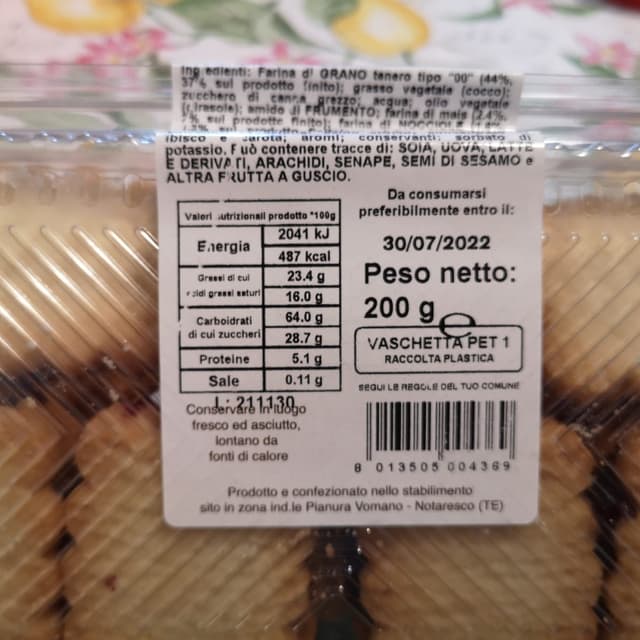 Ingredienti: Farina di GRANO tenero tipo "00" (44%,
37% sul prodotto finito); grasso vegetale (cocco);
zucchero di canna grezzo; acqua; olio vegetale
(girasole); amido di FRUMENTO; farina di mais (2.4%,
% sul prodotto finito); farina di
ibisco e carota; aromi; conservanti: sorbato di
potassio. Può contenere tracce di: SOIA, UOVA, LATTE
E DERIVATI, ARACHIDI, SENAPE, SEMI DI SESAMO e
ALTRA FRUTTA A GUSCIO.
Valori nutrizionali prodotto *100g
Energia 2041 kJ
487 kcal
Grassi di cui 23.4 g
acidi grassi saturi 16.0 g
Carboidrati 64.0 g
di cui zuccheri 28.7 g
Proteine 5.1 g
Sale 0.11 g
L: 211130
Conservare in luogo
fresco ed asciutto,
lontano da
fonti di calore
Da consumarsi
preferibilmente entro il:
30/07/2022
Peso netto:
200 g e
VASCHETTA PET 1
RACCOLTA PLASTICA
SEGUI LE REGOLE DEL TUO COMUNE
8 013505 004369
Prodotto e confezionato nello stabilimento
sito in zona ind.le Pianura Vomano - Notaresco (TE)